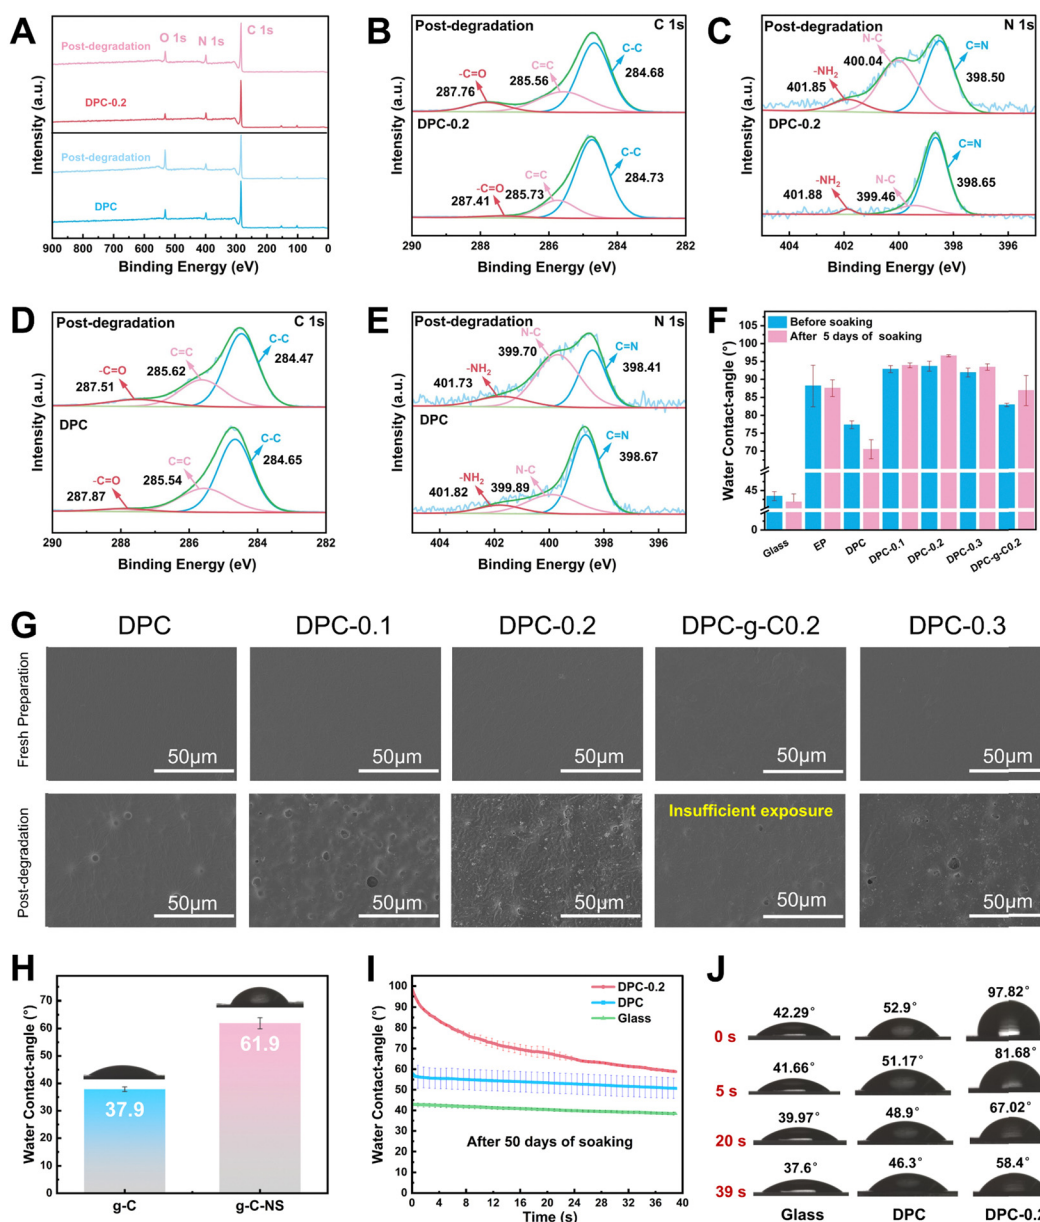 A
Post-degradation
O 1s
N 1s
C 1s
DPC-0.2
Post-degradation
DPC
Intensity (a.u.)
900 800 700 600 500 400 300 200 100 0
Binding Energy (eV)
B
Post-degradation
C 1s
C-C
284.68
C=C
285.56
-C=O
287.76
DPC-0.2
C-C
284.73
C=C
285.73
-C=O
287.41
Intensity (a.u.)
290 288 286 284 282
Binding Energy (eV)
C
Post-degradation
N 1s
N-C
400.04
C=N
398.50
-NH₂
401.85
DPC-0.2
C=N
398.65
N-C
399.46
-NH₂
401.88
Intensity (a.u.)
404 402 400 398 396
Binding Energy (eV)
D
Post-degradation
C 1s
C-C
284.47
C=C
285.62
-C=O
287.51
DPC
C-C
284.65
C=C
285.54
-C=O
287.87
Intensity (a.u.)
290 288 286 284 282
Binding Energy (eV)
E
Post-degradation
N 1s
N-C
399.70
C=N
398.41
-NH₂
401.73
DPC
C=N
398.67
N-C
399.89
-NH₂
401.82
Intensity (a.u.)
404 402 400 398 396
Binding Energy (eV)
F
Before soaking
After 5 days of soaking
Water Contact-angle (°)
105
100
95
90
85
80
75
70
45
0
Glass EP DPC DPC-0.1 DPC-0.2 DPC-0.3 DPC-g-C0.2
G
DPC DPC-0.1 DPC-0.2 DPC-g-C0.2 DPC-0.3
Fresh Preparation
50μm 50μm 50μm 50μm 50μm
Post-degradation
Insufficient exposure
50μm 50μm 50μm 50μm 50μm
H
Water Contact-angle (°)
70
60
50
40
30
20
10
0
37.9
61.9
g-C g-C-NS
I
DPC-0.2
DPC
Glass
Water Contact-angle (°)
100
90
80
70
60
50
40
30
20
10
0
After 50 days of soaking
0 4 8 12 16 20 24 28 32 36 40
Time (s)
J
0 s 42.29° 52.9° 97.82°
5 s 41.66° 51.17° 81.68°
20 s 39.97° 48.9° 67.02°
39 s 37.6° 46.3° 58.4°
Glass DPC DPC-0.2